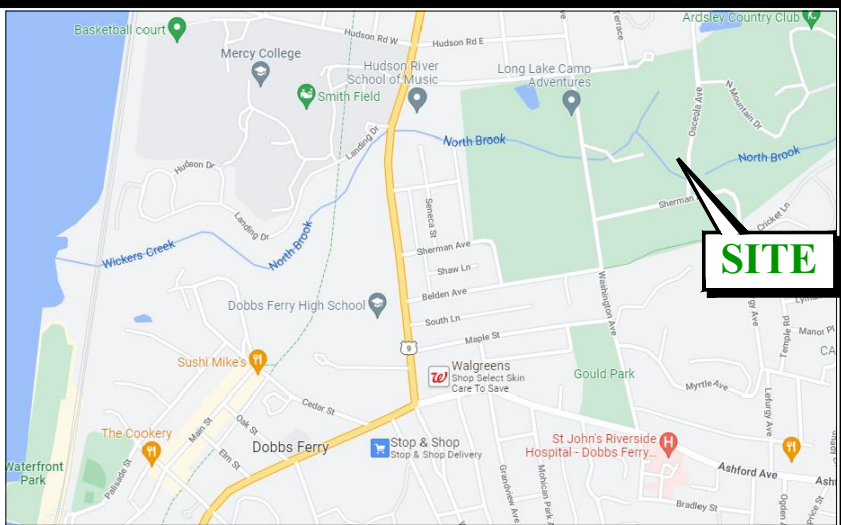 Basketball court
Hudson Rd W
Hudson Rd E
Terrace
Ardsley Country Club
Mercy College
Hudson River
School of Music
Long Lake Camp
Adventures
Smith Field
Osceola Ave
N Mountain Dr
Landing Dr
North Brook
North Brook
Hudson Dr
Landing Dr
Seneca St
Sherman
Cricket Ln
Wickers Creek
North Brook
Sherman Ave
SITE
Shaw Ln
Washington Ave
Belden Ave
Dobbs Ferry High School
South Ln
Temple Rd
Manor Pl
Maple St
9
CA
Sushi Mike's
Walgreens
Shop Select Skin
Care To Save
Gould Park
Myrtle Ave
Lefurgy Ave
Cedar St
The Cookery
Main St
Oak St
Elm St
Dobbs Ferry
Stop & Shop
Stop & Shop Delivery
St John's Riverside
Hospital - Dobbs Ferry...
H
Waterfront
Park
Palisade St
Grandview Ave
Mohican Park A
Ashford Ave
Ash
Bradley St
Ogden
Price St